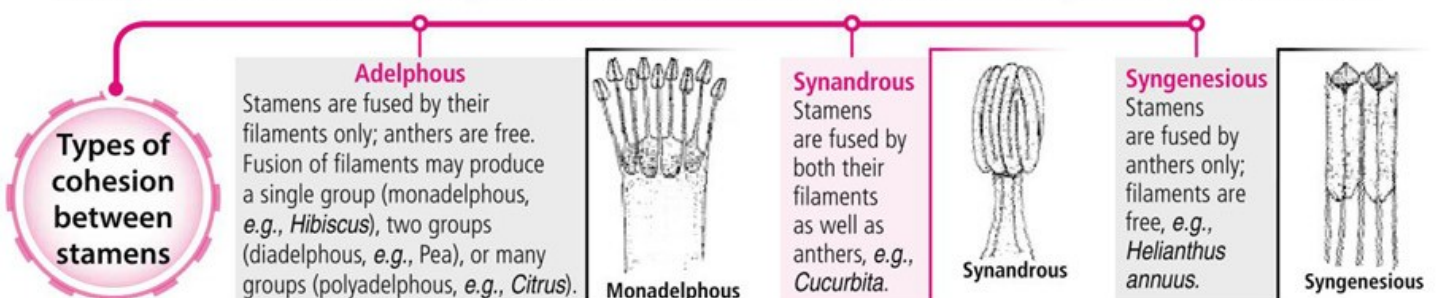 Types of
cohesion
between
stamens
Adelphous
Stamens are fused by their
filaments only; anthers are free.
Fusion of filaments may produce
a single group (monadelphous,
e.g., Hibiscus), two groups
(diadelphous, e.g., Pea), or many
groups (polyadelphous, e.g., Citrus).
Monadelphous
Synandrous
Stamens
are fused by
both their
filaments
as well as
anthers, e.g.,
Cucurbita.
Synandrous
Syngenesious
Stamens
are fused by
anthers only;
filaments are
free, e.g.,
Helianthus
annuus.
Syngenesious